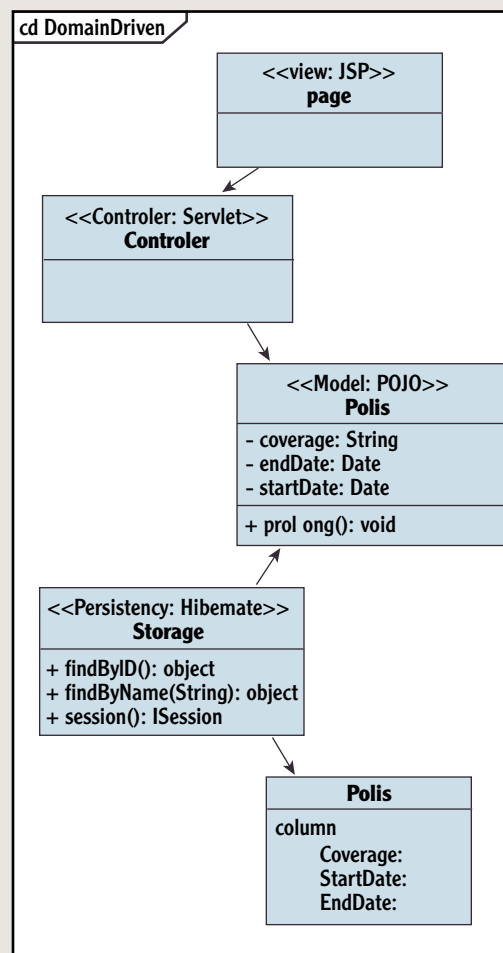 cd DomainDriven
<<view: JSP>>
page
<<Controler: Servlet>>
Controler
<<Model: POJO>>
Polis
- coverage: String
- endDate: Date
- startDate: Date
+ prol ong(): void
<<Persistency: Hibemate>>
Storage
+ findByID(): object
+ findByName(String): object
+ session(): ISession
Polis
column
Coverage:
StartDate:
EndDate: